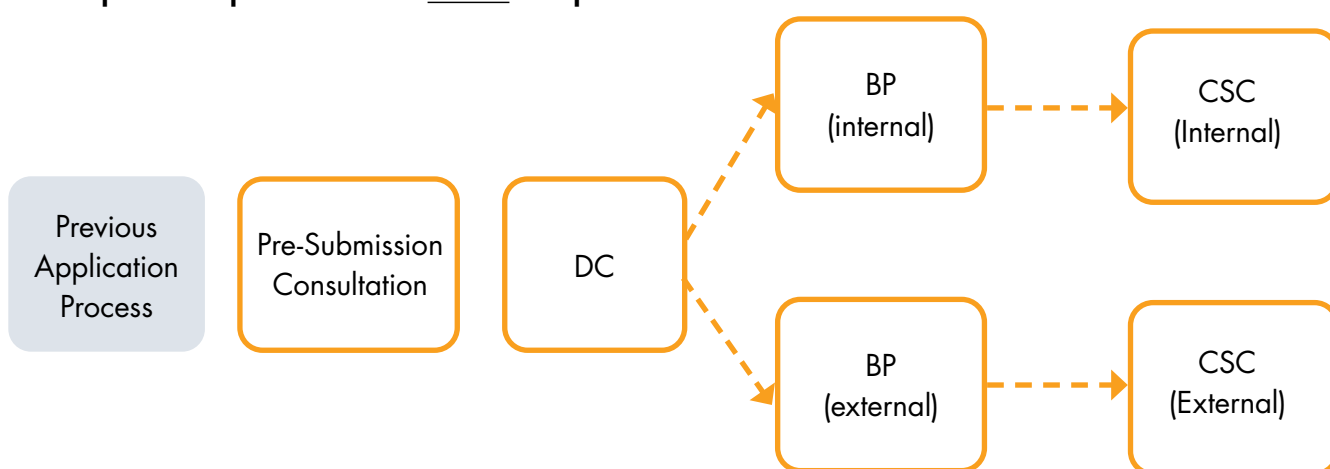 Previous
Application
Process
Pre-Submission
Consultation
DC
BP
(internal)
CSC
(Internal)
BP
(external)
CSC
(External)